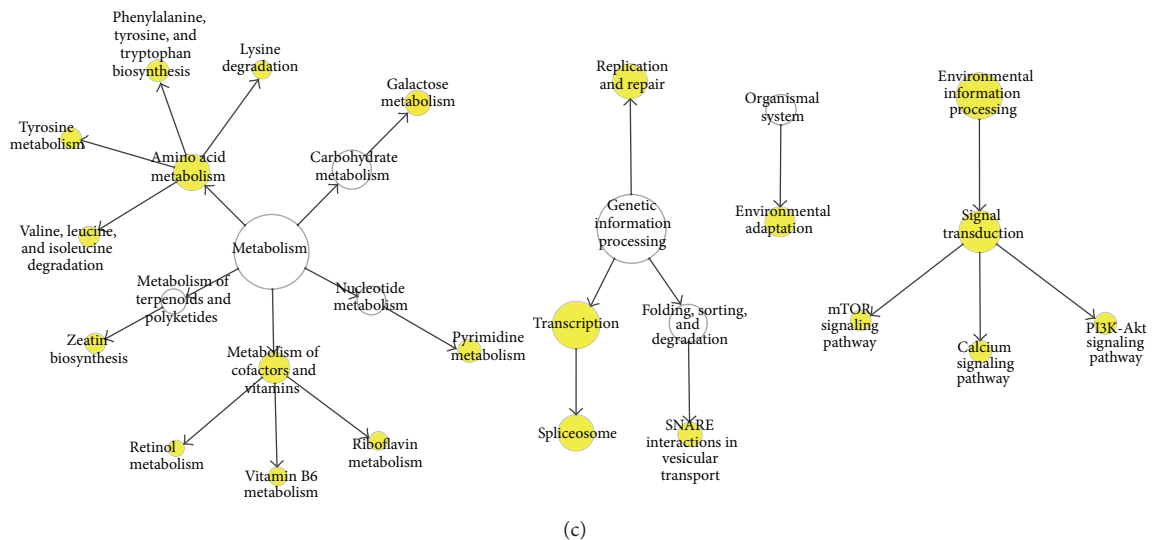 Phenylalanine,
tyrosine, and
tryptophan
biosynthesis
Lysine
degradation
Galactose
metabolism
Tyrosine
metabolism
Amino acid
metabolism
Carbohydrate
metabolism
Valine, leucine,
and isoleucine
degradation
Metabolism
Metabolism of
terpenoids and
polyketides
Nucleotide
metabolism
Zeatin
biosynthesis
Metabolism of
cofactors and
vitamins
Pyrimidine
metabolism
Retinol
metabolism
Vitamin B6
metabolism
Riboflavin
metabolism
Replication
and repair
Genetic
information
processing
Transcription
Folding, sorting,
and
degradation
Spliceosome
SNARE
interactions in
vesicular
transport
Organismal
system
Environmental
adaptation
Environmental
information
processing
Signal
transduction
mTOR
signaling
pathway
Calcium
signaling
pathway
PI3K-Akt
signaling
pathway
(c)